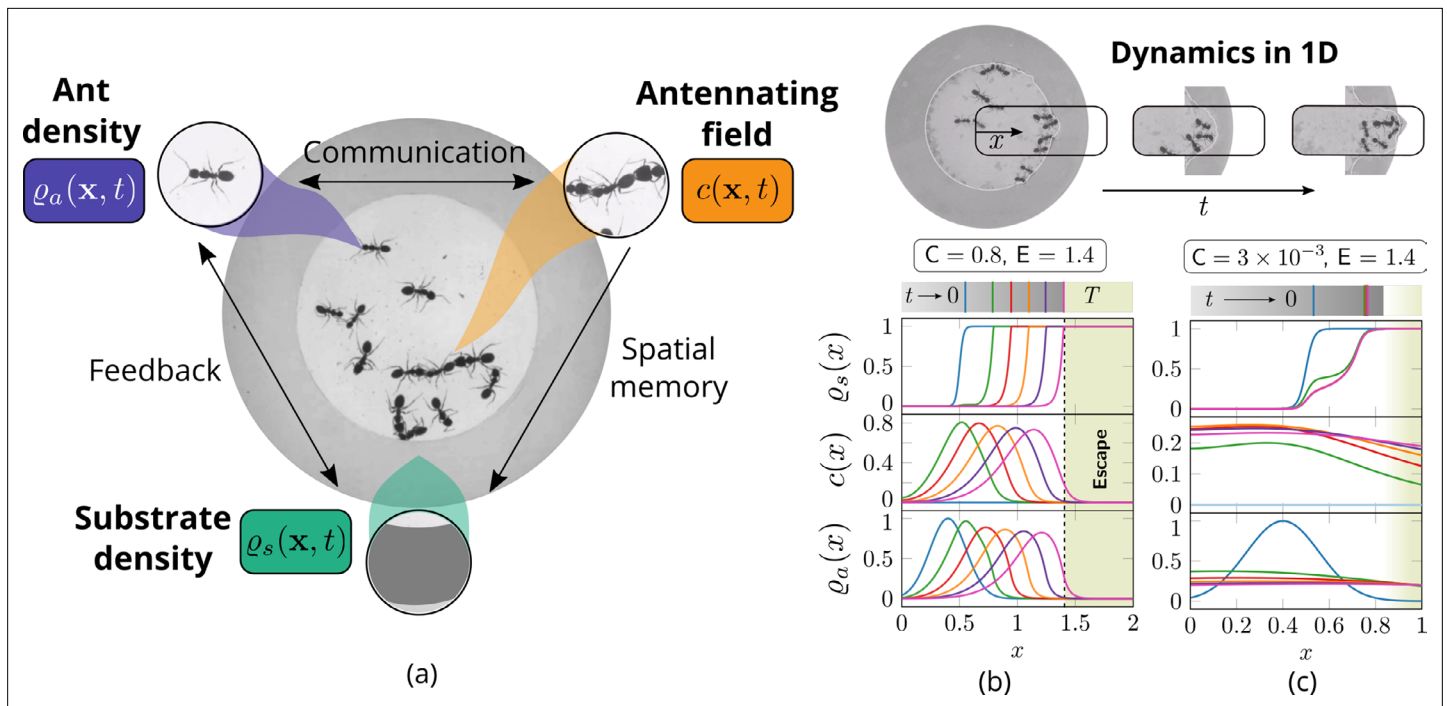 Ant
density
ϱₐ(x, t)
Communication
Antennating
field
c(x, t)
Feedback
Spatial
memory
Substrate
density
ϱₛ(x, t)
(a)
Dynamics in 1D
x
t
C = 0.8, E = 1.4
t → 0
T
ϱₛ(x)
1
0.5
0
c(x)
0.8
0.4
0
Escape
ϱₐ(x)
1
0.5
0
0 0.5 1 1.5 2
x
(b)
C = 3 × 10⁻³, E = 1.4
t → 0
1
0.5
0
0.2
0.1
0
1
0.5
0
0 0.2 0.4 0.6 0.8 1
x
(c)